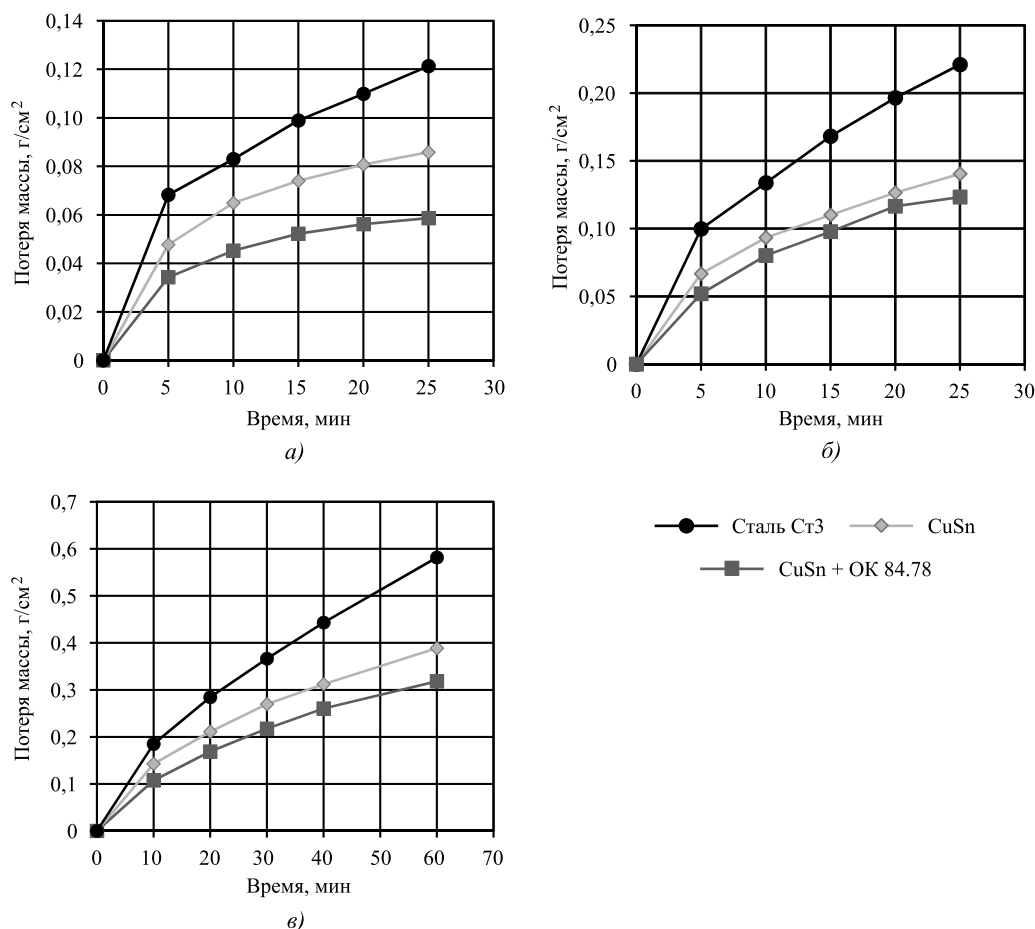 Потеря массы, г/см²
0,14
0,12
0,10
0,08
0,06
0,04
0,02
0
0 5 10 15 20 25 30
Время, мин
а)
Потеря массы, г/см²
0,25
0,20
0,15
0,10
0,05
0
0 5 10 15 20 25 30
Время, мин
б)
Потеря массы, г/см²
0,7
0,6
0,5
0,4
0,3
0,2
0,1
0
0 10 20 30 40 50 60 70
Время, мин
в)
Сталь Ст3 CuSn
CuSn + ОК 84.78